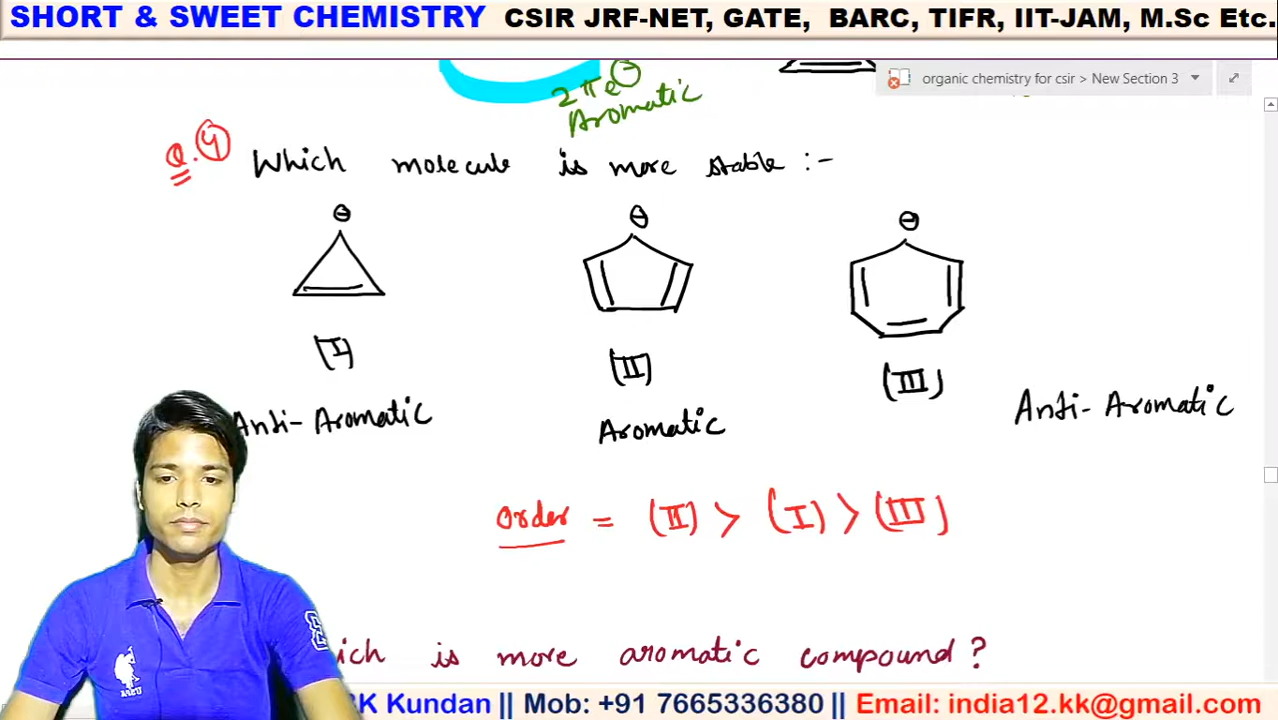 SHORT & SWEET CHEMISTRY CSIR JRF-NET, GATE, BARC, TIFR, IIT-JAM, M.Sc Etc.
organic chemistry for csir > New Section 3
2πe⊖
Aromatic
Q.4 Which molecule is more stable :-
⊖ ⊖ ⊖
(I) (II) (III)
Anti-Aromatic Aromatic Anti-Aromatic
Order = (II) > (I) > (III)
ich is more aromatic compound?
RK Kundan || Mob: +91 7665336380 || Email: india12.kk@gmail.com